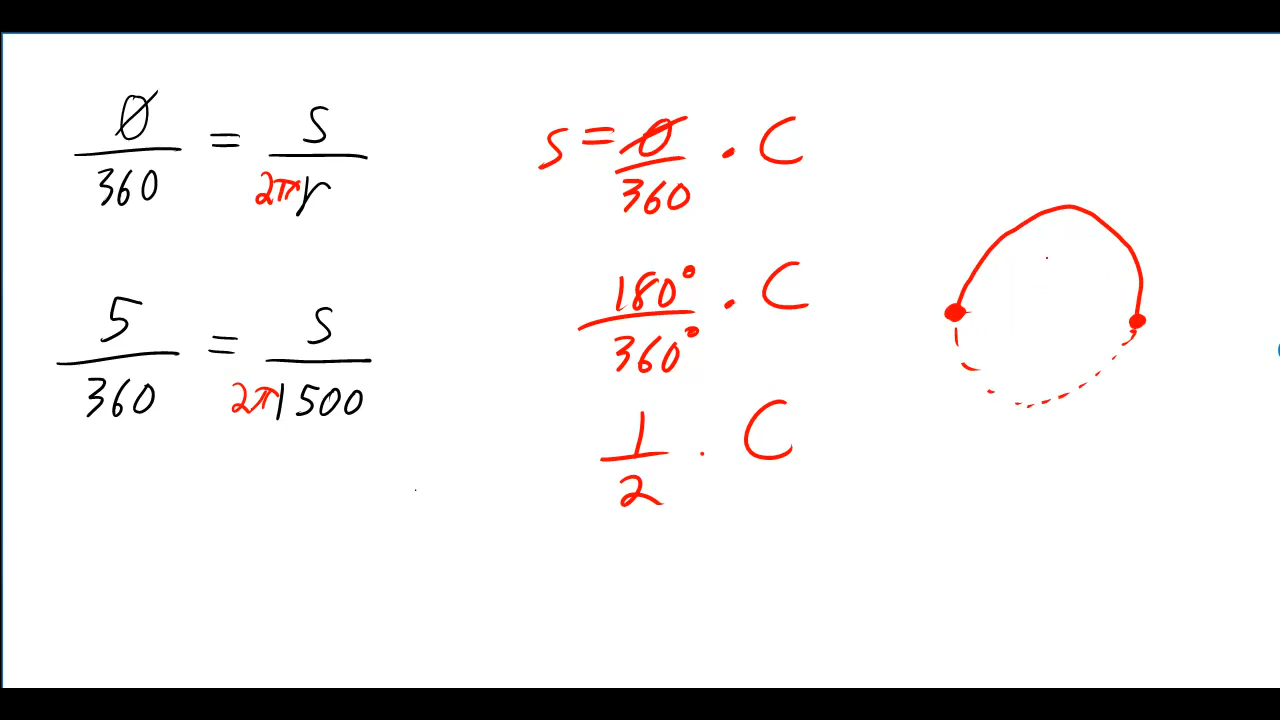 Ø/360 = s/2πr
5/360 = s/2π1500
s = Ø/360 · C
180°/360° · C
1/2 · C